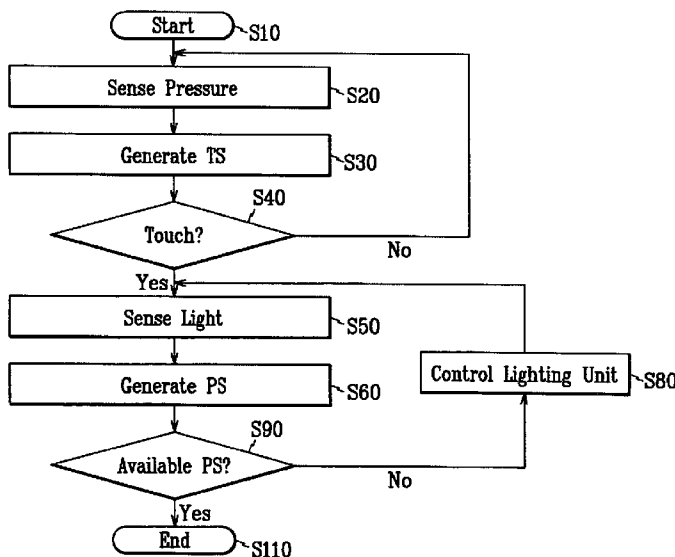 Start
S10
Sense Pressure
S20
Generate TS
S30
S40
Touch?
No
Yes
Sense Light
S50
Generate PS
S60
Control Lighting Unit
S80
S90
Available PS?
No
Yes
End
S110